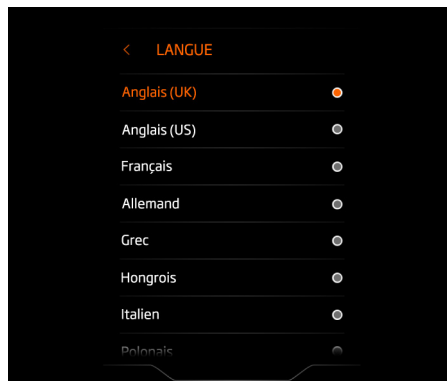 LANGUE
Anglais (UK)
Anglais (US)
Français
Allemand
Grec
Hongrois
Italien
Polonais